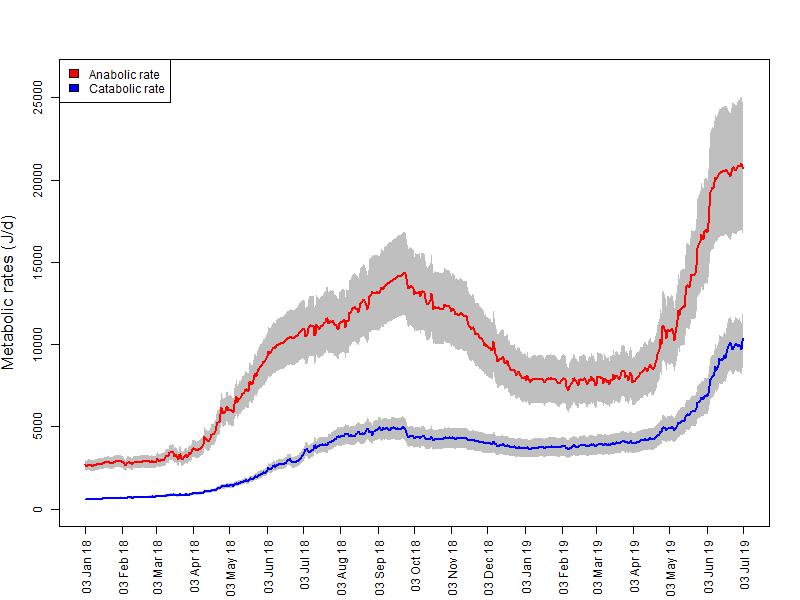 Anabolic rate
Catabolic rate
Metabolic rates (J/d)
25000
20000
15000
10000
5000
0
03 Jan 18
03 Feb 18
03 Mar 18
03 Apr 18
03 May 18
03 Jun 18
03 Jul 18
03 Aug 18
03 Sep 18
03 Oct 18
03 Nov 18
03 Dec 18
03 Jan 19
03 Feb 19
03 Mar 19
03 Apr 19
03 May 19
03 Jun 19
03 Jul 19